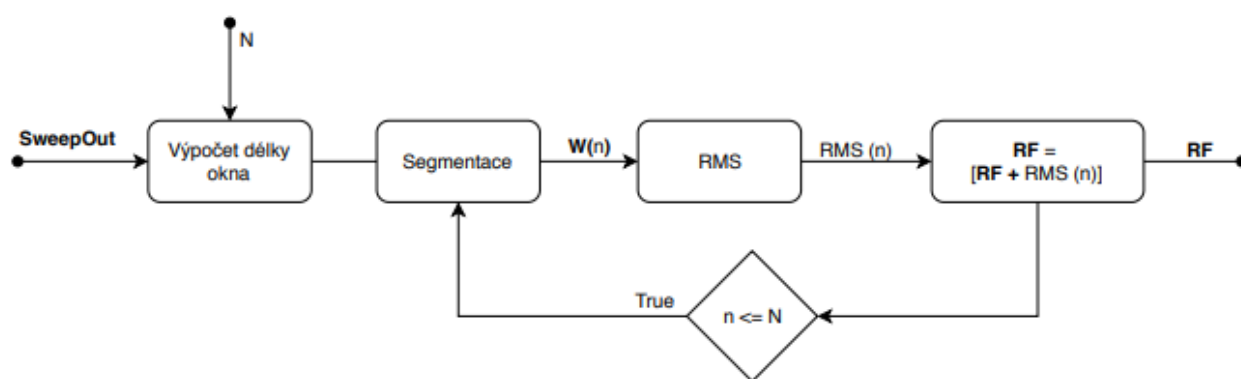 N
SweepOut
Výpočet délky
okna
Segmentace
W(n)
RMS
RMS (n)
RF =
[RF + RMS (n)]
RF
True
n <= N